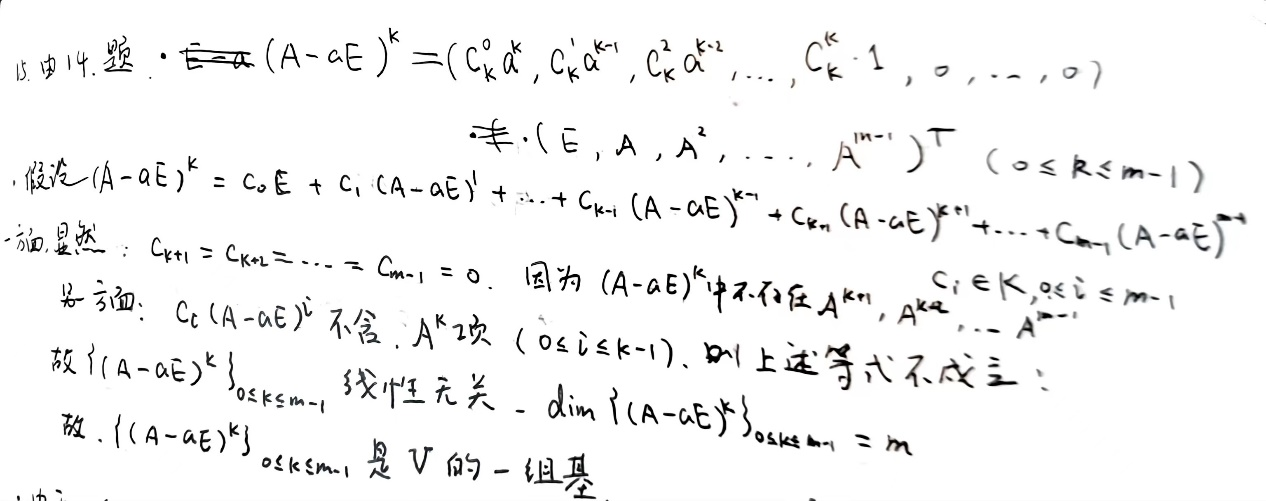 15. 由14.题. · (A-aE)^k = (C_k^0 a^k, C_k^1 a^{k-1}, C_k^2 a^{k-2}, ..., C_k^k · 1, 0, ..., 0)
· (E, A, A^2, ...., A^{m-1})^T (0≤k≤m-1)
. 假设 (A-aE)^k = C_0 E + C_1 (A-aE)^1 + ... + C_{k-1} (A-aE)^{k-1} + C_{k+1} (A-aE)^{k+1} + ... + C_{m-1} (A-aE)^{m-1}
C_i ∈ K, 0≤i≤m-1
一方面, 显然: C_{k+1} = C_{k+2} = ... = C_{m-1} = 0. 因为 (A-aE)^k 中不存在 A^{k+1}, A^{k+2}, ... A^{m-1}
另方面: C_i (A-aE)^i 不含. A^k 项 (0≤i≤k-1). 则上述等式不成立:
故 {(A-aE)^k}_{0≤k≤m-1} 线性无关 - dim {(A-aE)^k}_{0≤k≤m-1} = m
故. {(A-aE)^k}_{0≤k≤m-1} 是 V 的一组基